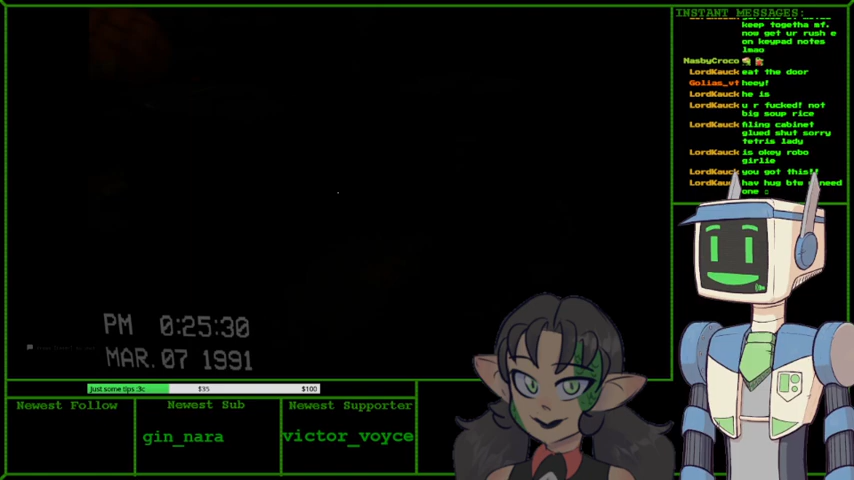 INSTANT MESSAGES:
keep togetha mf.
now get ur rush e
on keypad notes
lmao
NasbyCroco
LordKauck eat the door
Golias_vt heey!
LordKauck he is
LordKauck u r fucked! not
big soup rice
LordKauck filing cabinet
glued shut sorry
tetris lady
LordKauck is okey robo
girlie
LordKauck you got this!!
LordKauck hav hug btw u need
one
PM 0:25:30
MAR.07 1991
Just some tips :3c $35 $100
Newest Follow Newest Sub Newest Supporter
gin_nara victor_voyce